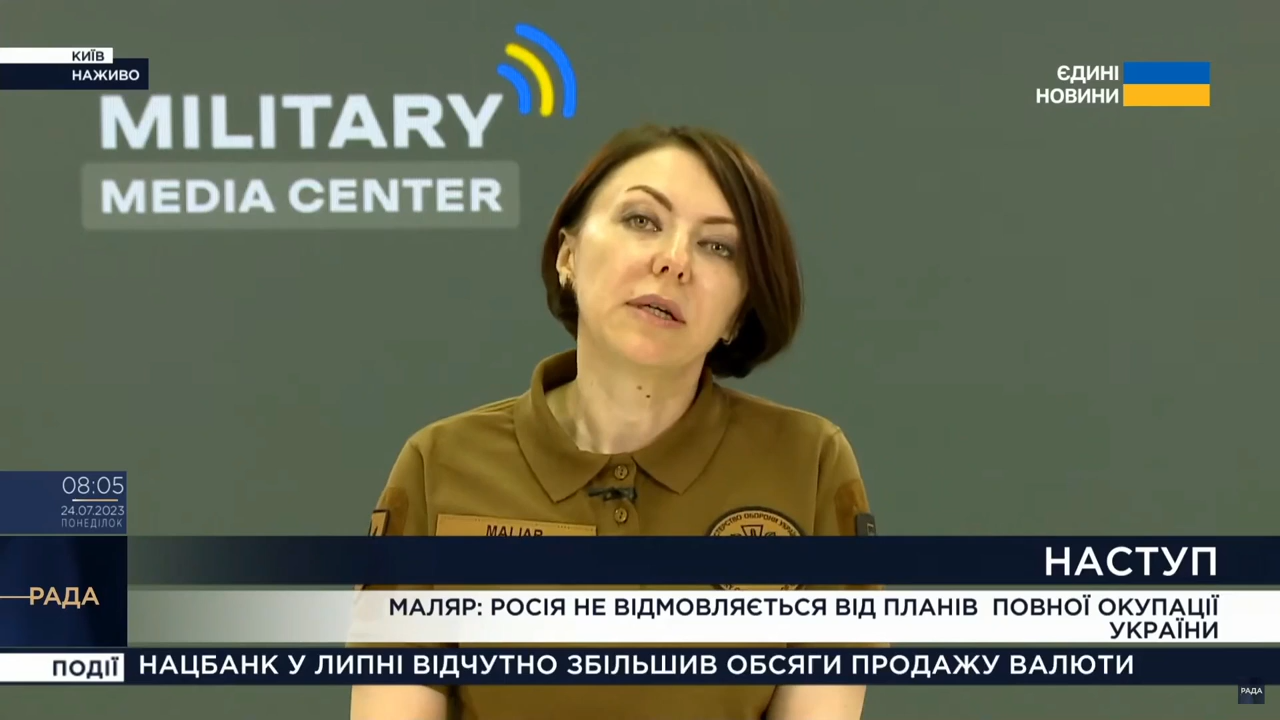 КИЇВ
НАЖИВО
MILITARY
MEDIA CENTER
ЄДИНІ
НОВИНИ
MALIAR
08:05
24.07.2023
ПОНЕДІЛОК
РАДА
НАСТУП
МАЛЯР: РОСІЯ НЕ ВІДМОВЛЯЄТЬСЯ ВІД ПЛАНІВ ПОВНОЇ ОКУПАЦІЇ
УКРАЇНИ
ПОДІЇ НАЦБАНК У ЛИПНІ ВІДЧУТНО ЗБІЛЬШИВ ОБСЯГИ ПРОДАЖУ ВАЛЮТИ
РАДА